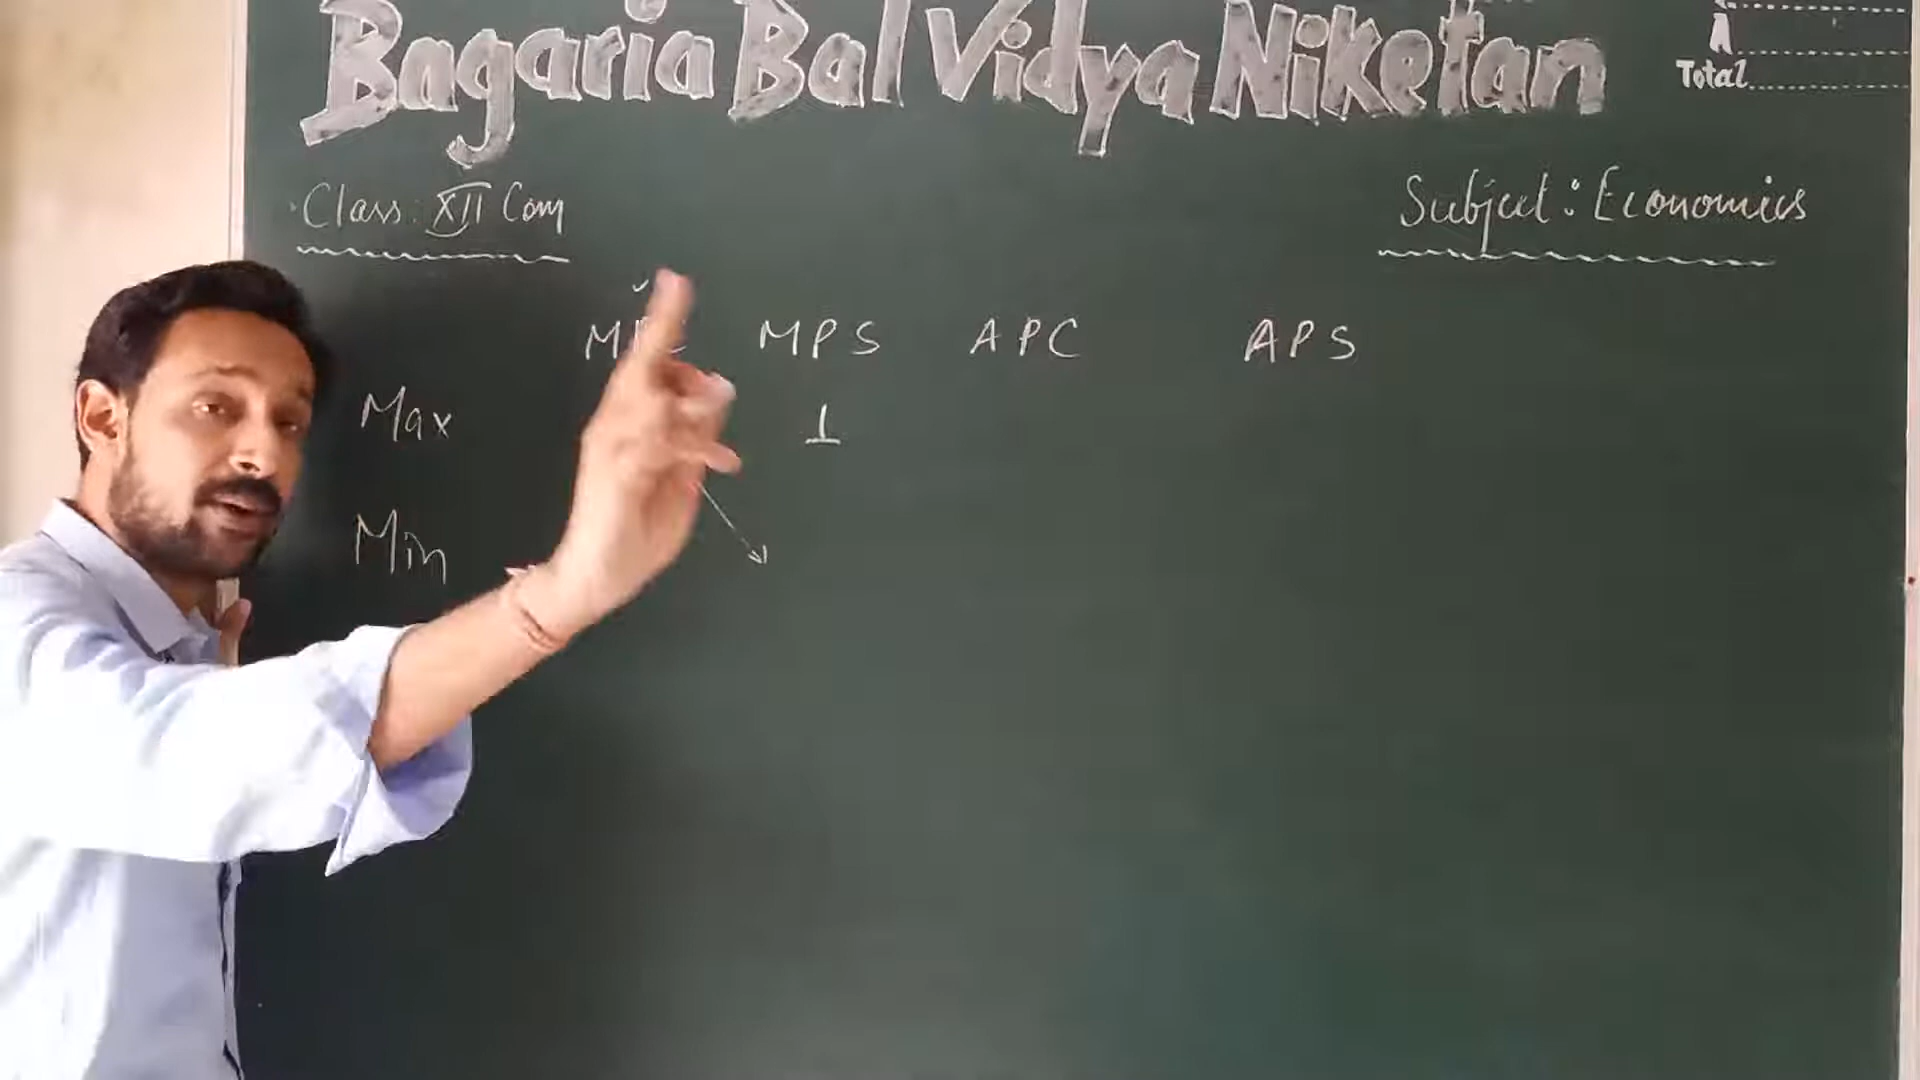 Bagaria Bal Vidya Niketan
A
Total
Class: XII Com
Subject: Economics
MPS APC APS
Max 1
Min